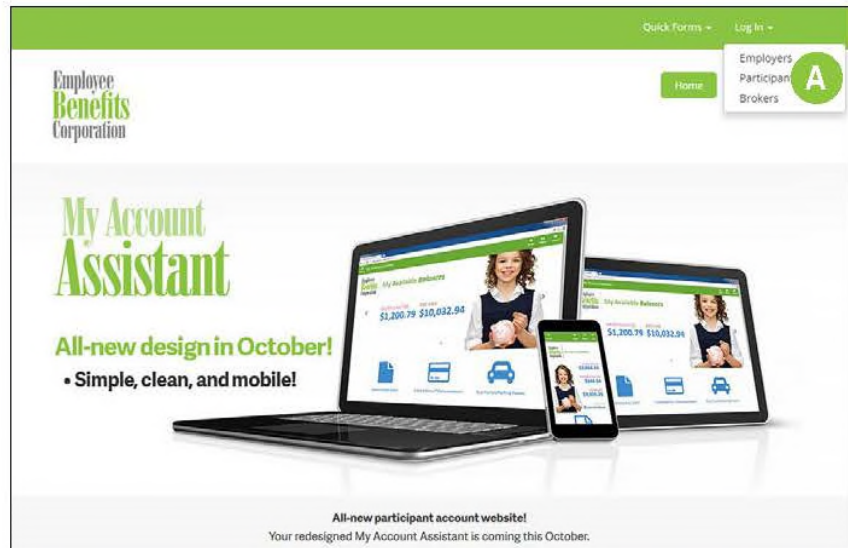 Quick Forms
Log In
Employers
Participan
A
Brokers
Home
Employee
Benefits
Corporation
My Account
Assistant
All-new design in October!
• Simple, clean, and mobile!
My Available Balances
$1,200.79 $10,032.94
My Available Balances
$1,200.79 $10,032.94
All-new participant account website!
Your redesigned My Account Assistant is coming this October.